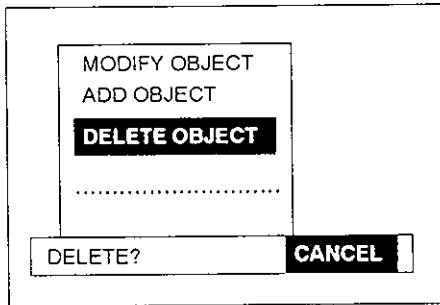 MODIFY OBJECT
ADD OBJECT
DELETE OBJECT
..............................
DELETE? CANCEL